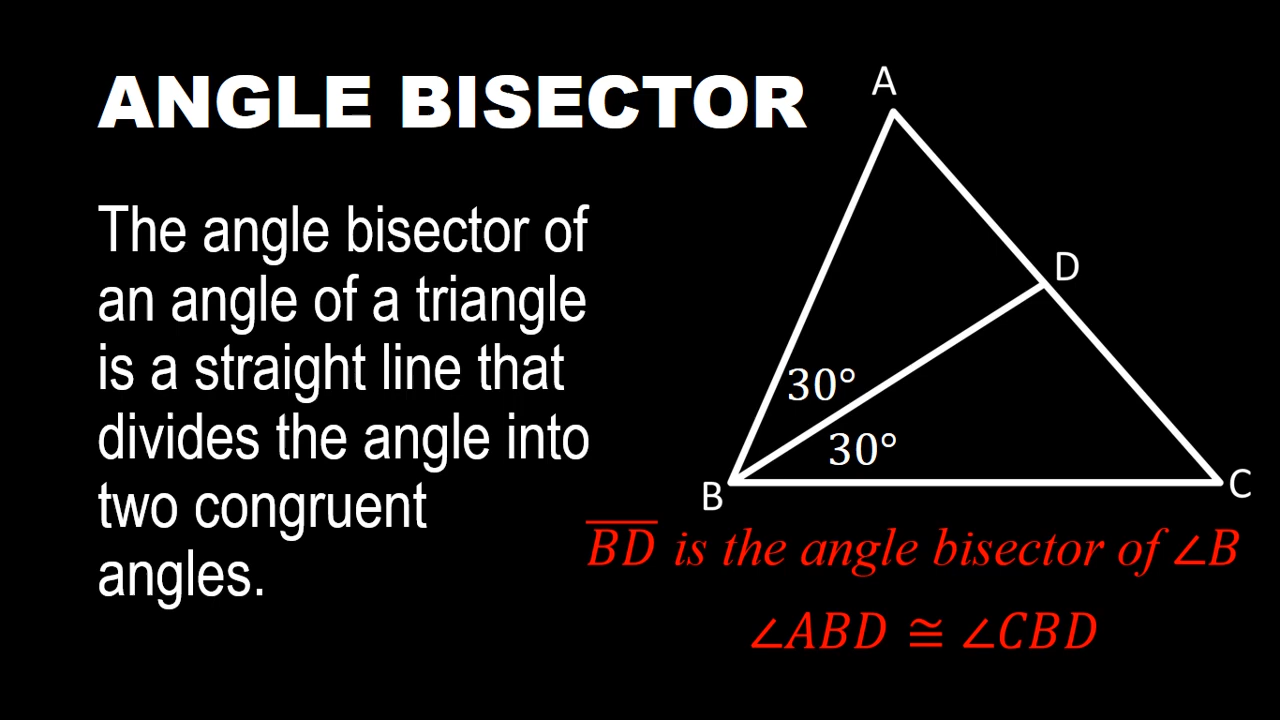 ANGLE BISECTOR
The angle bisector of
an angle of a triangle
is a straight line that
divides the angle into
two congruent
angles.
A
D
30°
30°
B
C
B̅D̅ is the angle bisector of ∠B
∠ABD ≅ ∠CBD